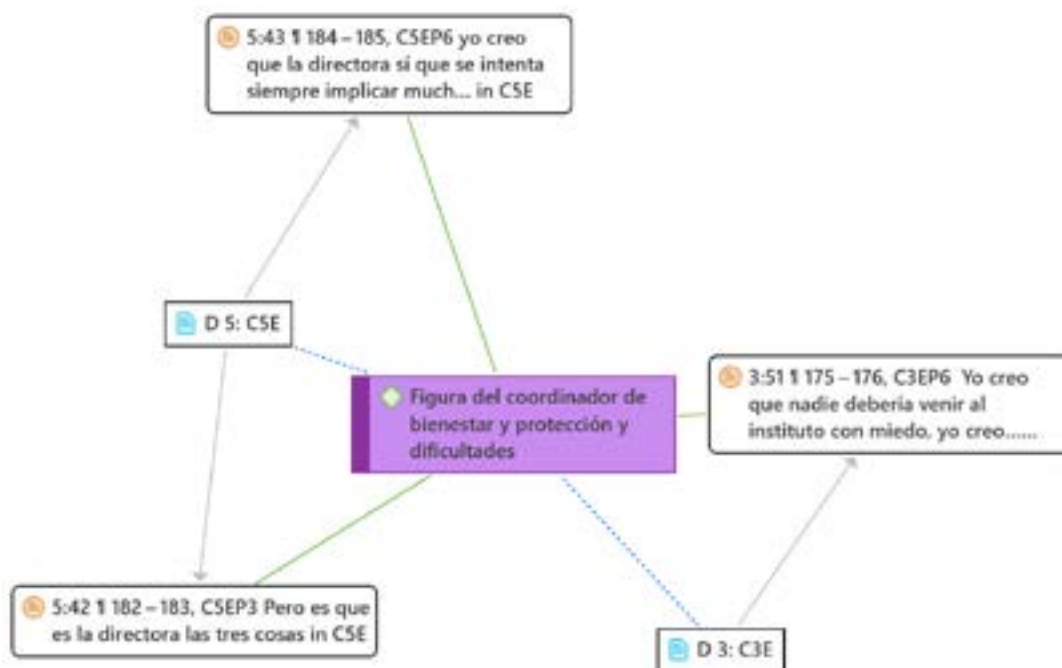 5:43 ¶ 184 – 185, C5EP6 yo creo
que la directora sí que se intenta
siempre implicar much... in C5E
D 5: C5E
Figura del coordinador de
bienestar y protección y
dificultades
3:51 ¶ 175 – 176, C3EP6 Yo creo
que nadie debería venir al
instituto con miedo, yo creo......
5:42 ¶ 182 – 183, C5EP3 Pero es que
es la directora las tres cosas in C5E
D 3: C3E